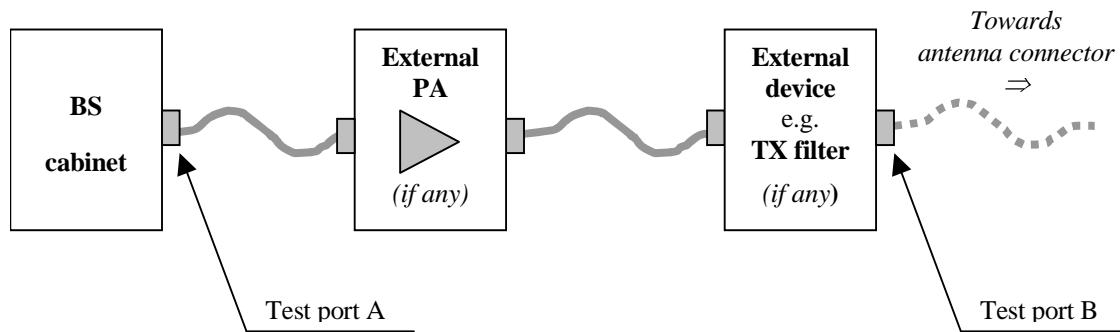 BS
cabinet
External
PA
(if any)
External
device
e.g.
TX filter
(if any)
Towards
antenna connector
⇒
Test port A
Test port B